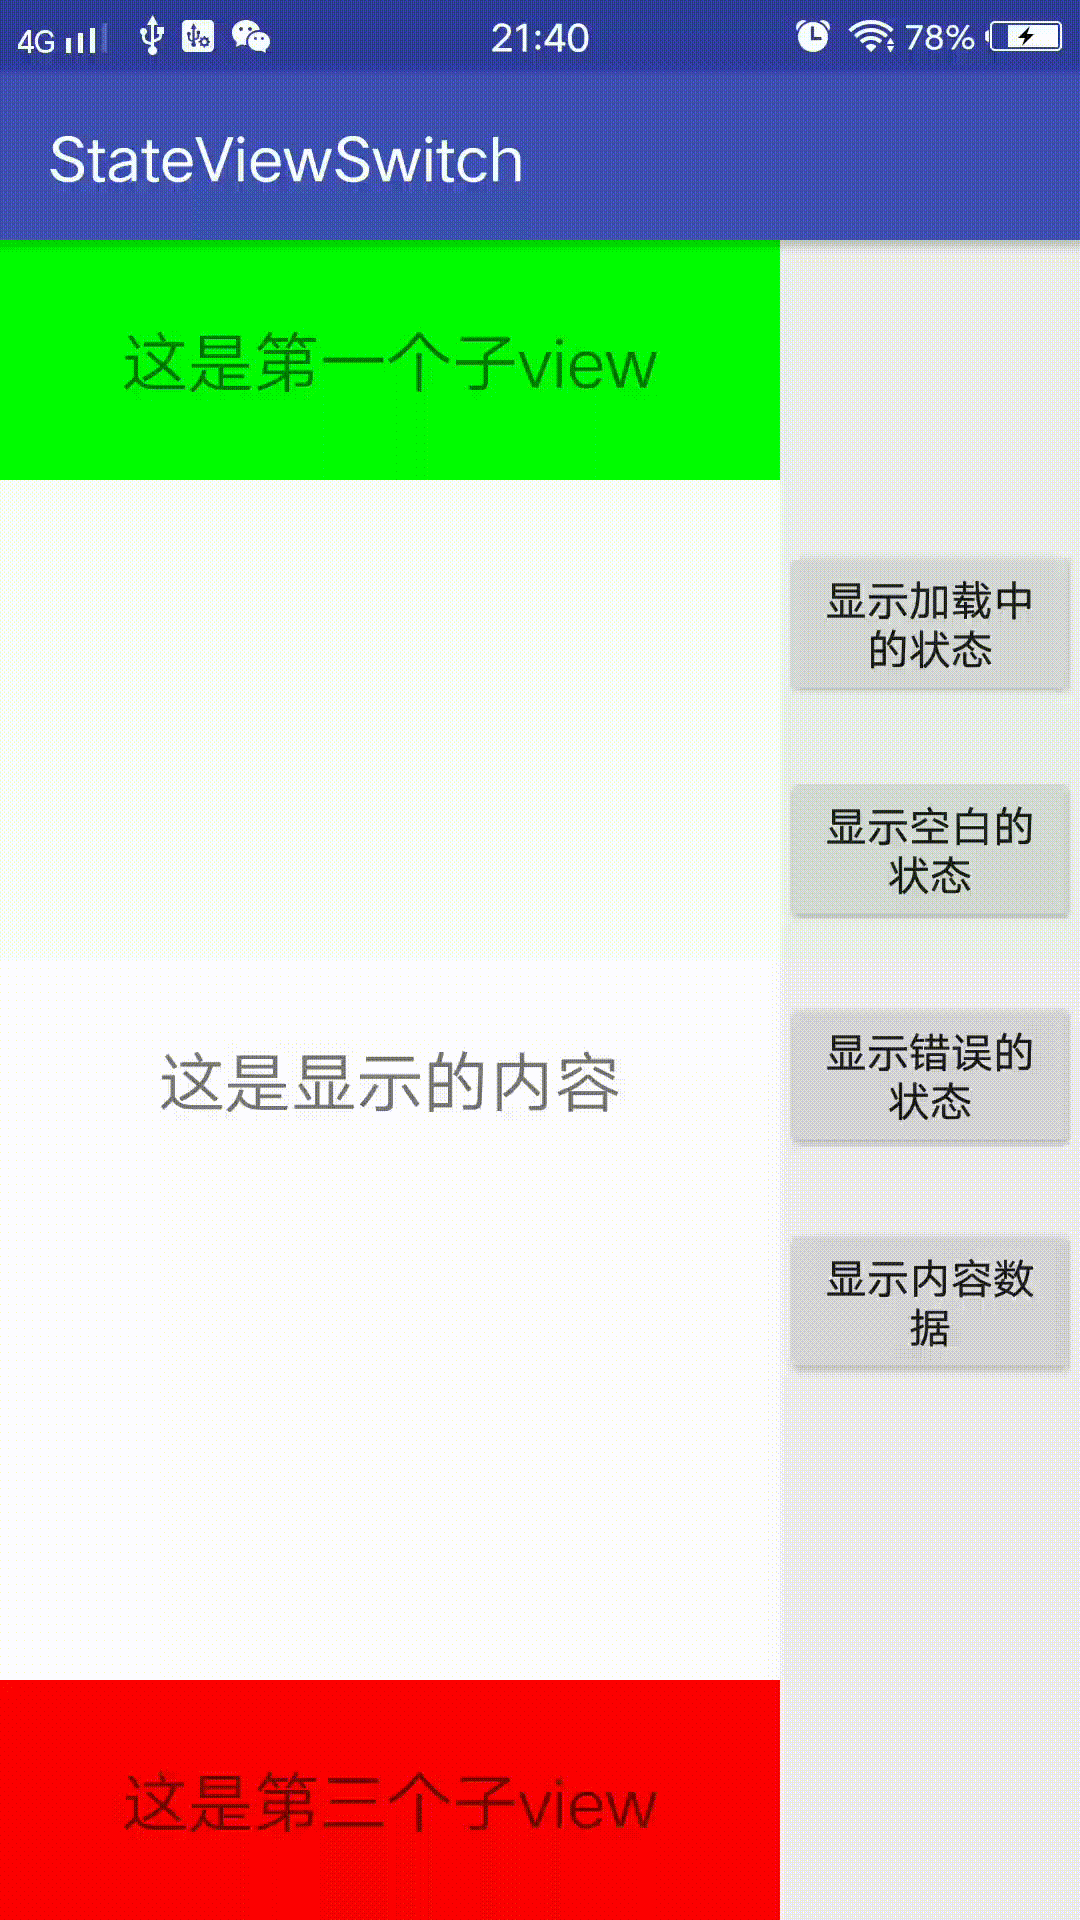 4G 21:40 78%
StateViewSwitch
这是第一个子view
显示加载中
的状态
显示空白的
状态
显示错误的
状态
这是显示的内容
显示内容数
据
这是第三个子view